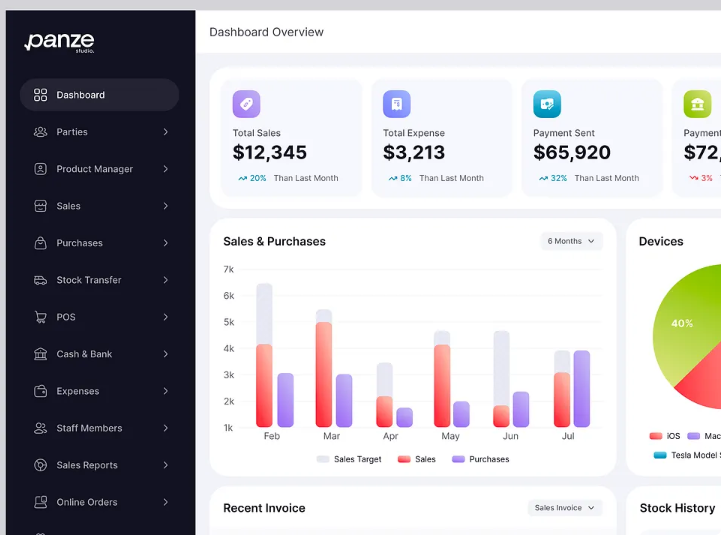 panze
studio.
Dashboard
Parties
Product Manager
Sales
Purchases
Stock Transfer
POS
Cash & Bank
Expenses
Staff Members
Sales Reports
Online Orders
Dashboard Overview
Total Sales
$12,345
20% Than Last Month
Total Expense
$3,213
8% Than Last Month
Payment Sent
$65,920
32% Than Last Month
Payment
$72,
3%
Sales & Purchases
6 Months
7k
6k
5k
4k
3k
2k
1k
Feb Mar Apr May Jun Jul
Sales Target Sales Purchases
Devices
40%
iOS Mac
Tesla Model S
Recent Invoice
Sales Invoice
Stock History